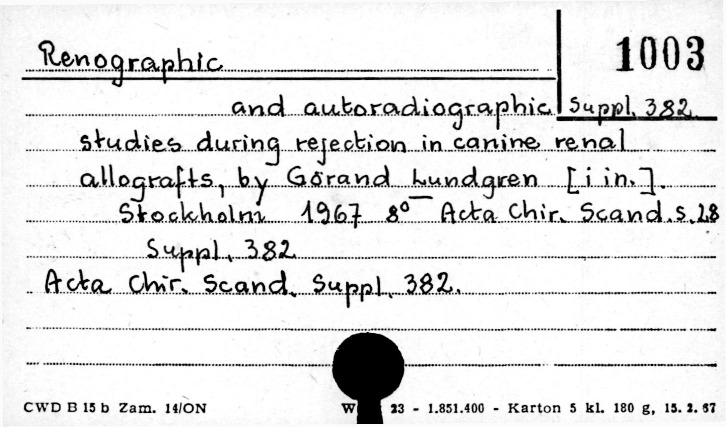 Renographic 1003
and autoradiographic Suppl. 382
studies during rejection in canine renal
allografts, by Görand Lundgren [i in.].
Stockholm 1967 8° Acta Chir. Scand. s. 28
Suppl. 382
Acta Chir. Scand. Suppl. 382.
CWD B 15 b Zam. 14/ON 23 - 1.851.400 - Karton 5 kl. 180 g, 15. 2. 67